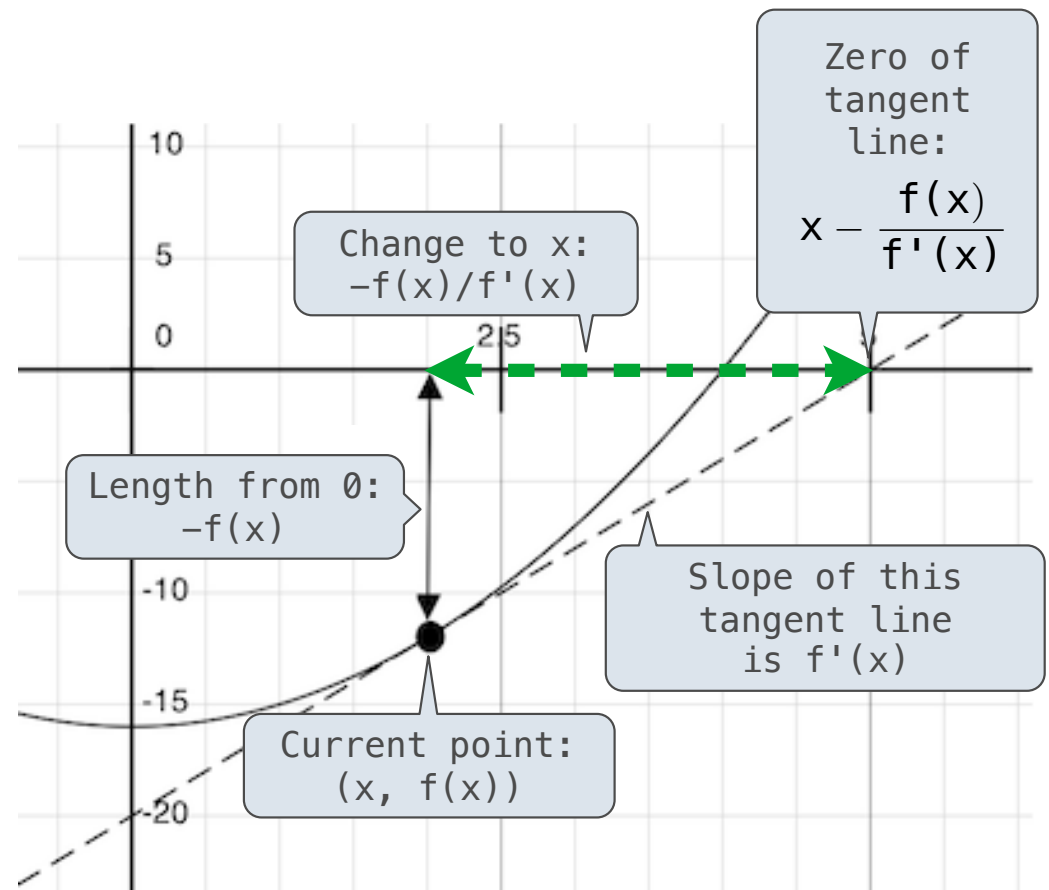 Zero of
tangent
line:
x − f(x)/f'(x)
10
Change to x:
−f(x)/f'(x)
5
0
2.5
Length from 0:
−f(x)
-10
Slope of this
tangent line
is f'(x)
-15
Current point:
(x, f(x))
-20